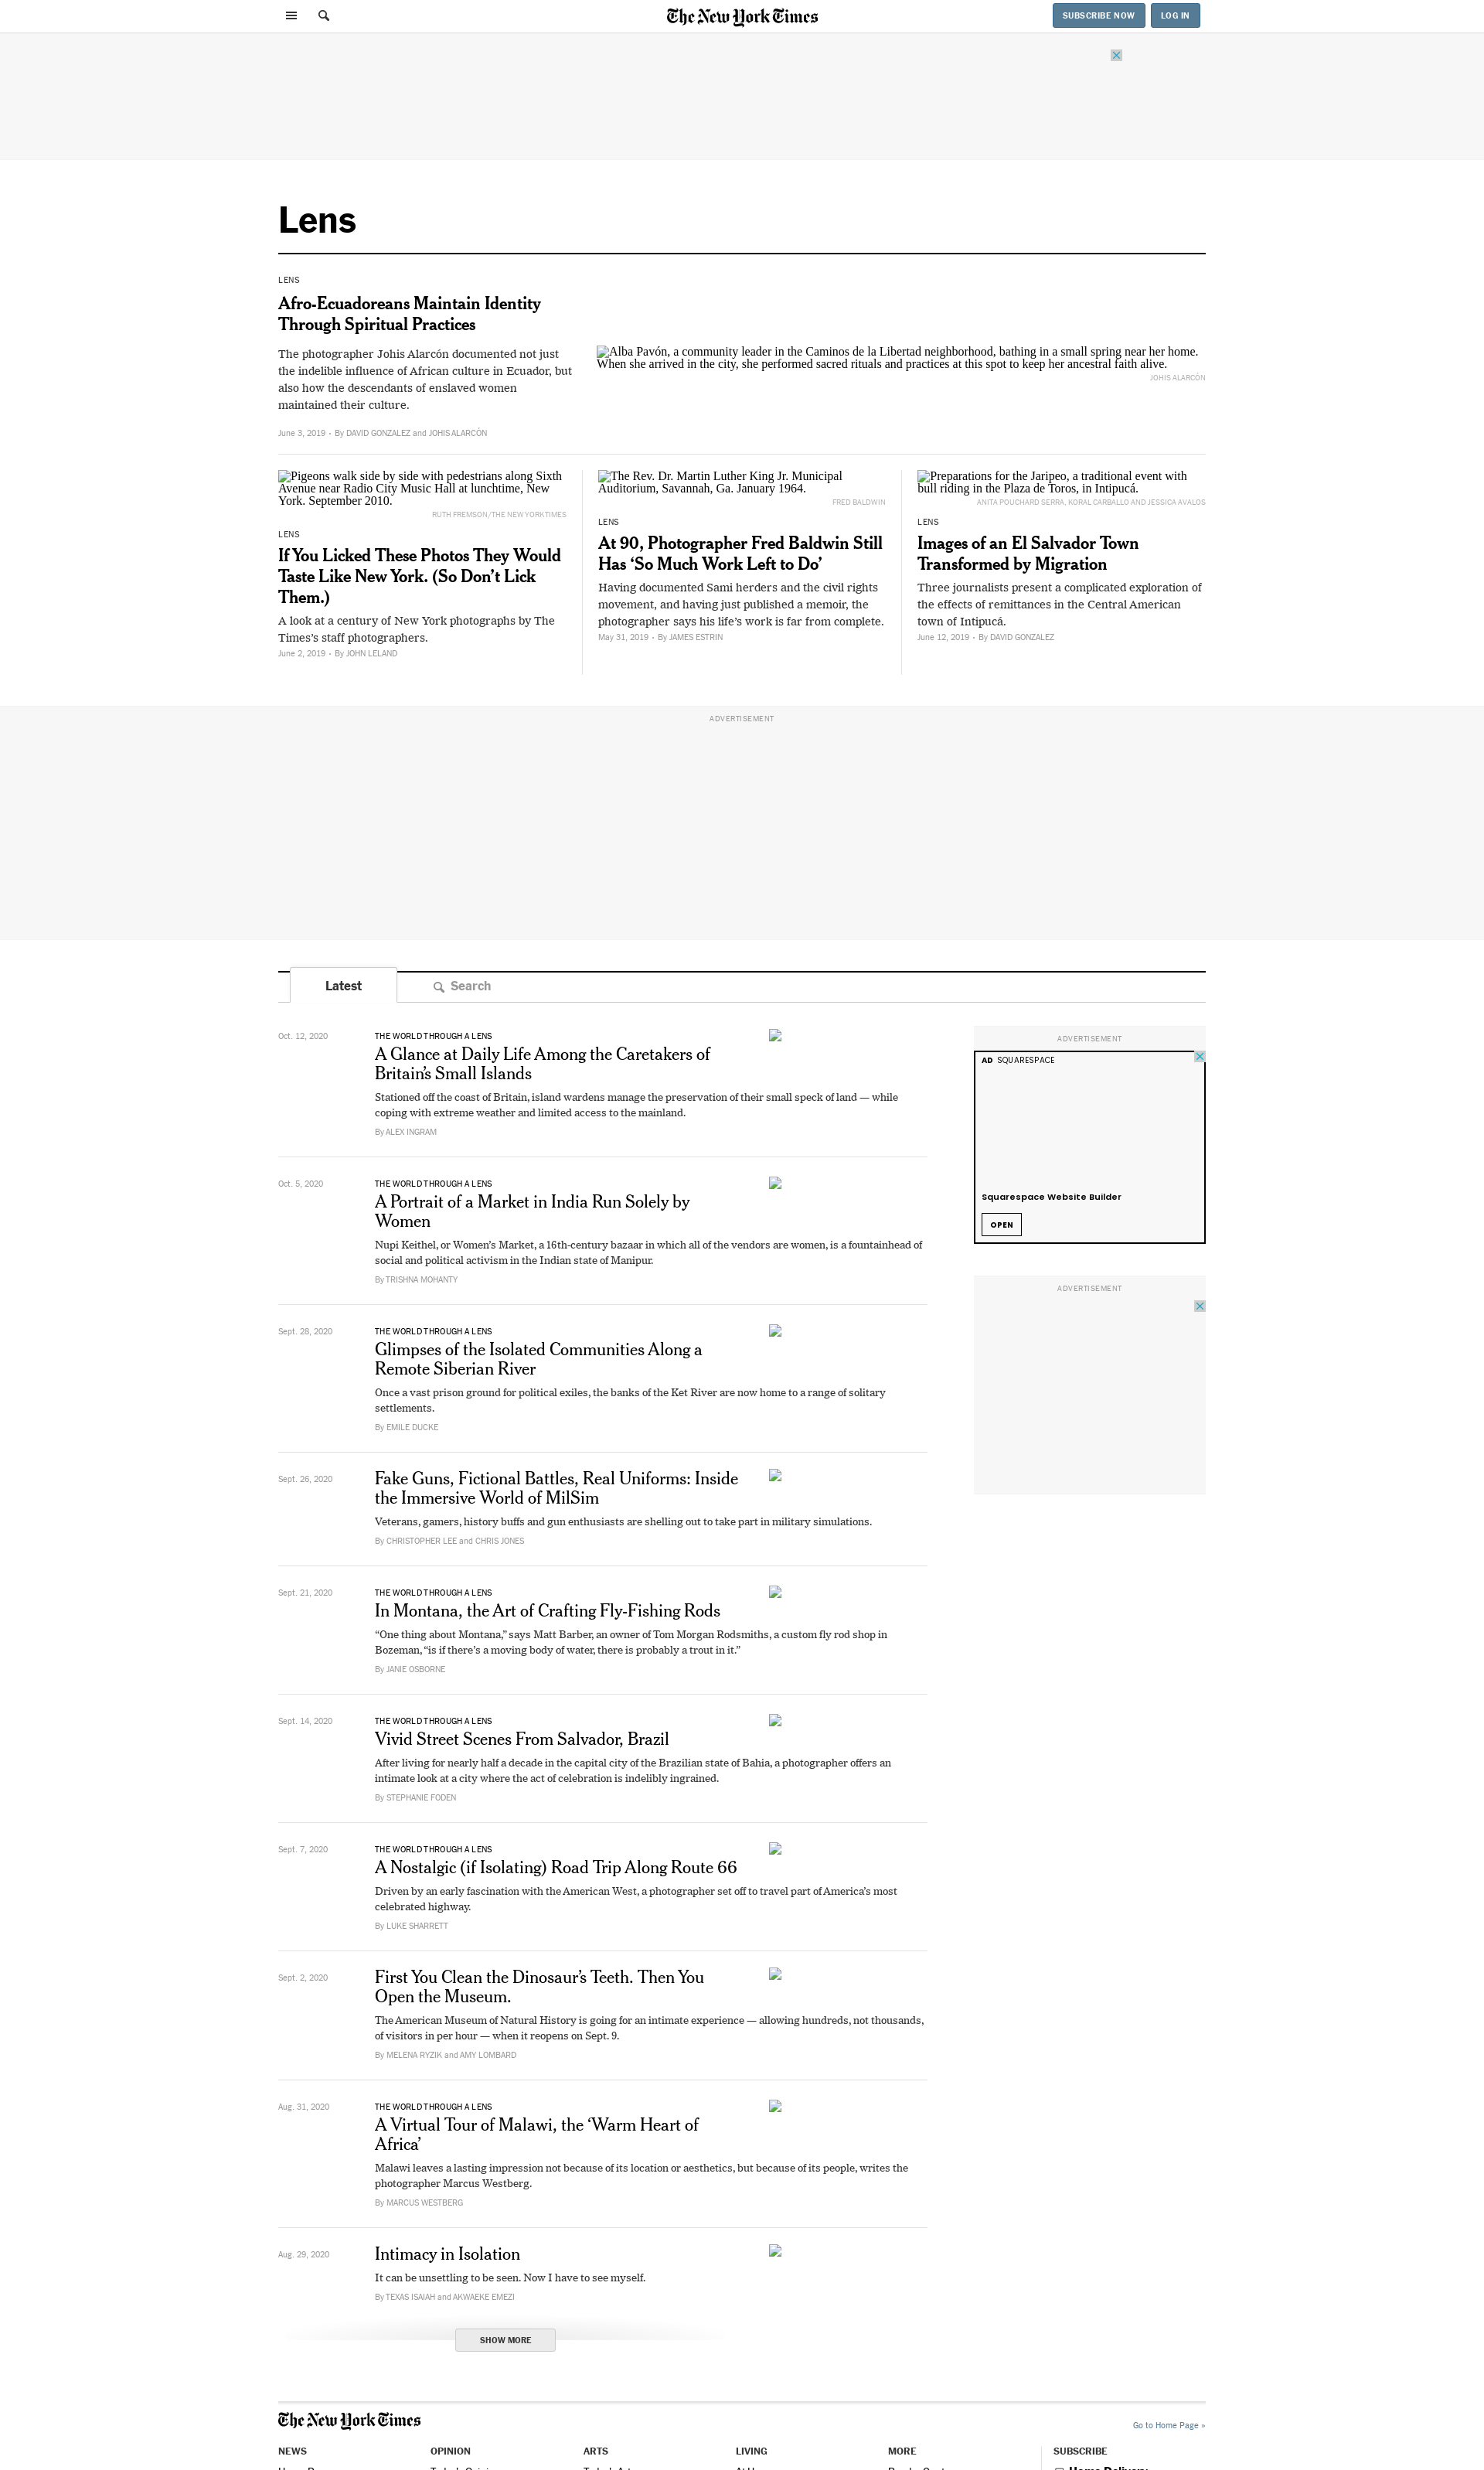 The New York Times
SUBSCRIBE NOW
LOG IN
Lens
LENS
Afro-Ecuadoreans Maintain Identity
Through Spiritual Practices
The photographer Johis Alarcón documented not just
the indelible influence of African culture in Ecuador, but
also how the descendants of enslaved women
maintained their culture.
June 3, 2019 • By DAVID GONZALEZ and JOHIS ALARCÓN
Alba Pavón, a community leader in the Caminos de la Libertad neighborhood, bathing in a small spring near her home.
When she arrived in the city, she performed sacred rituals and practices at this spot to keep her ancestral faith alive.
JOHIS ALARCÓN
Pigeons walk side by side with pedestrians along Sixth
Avenue near Radio City Music Hall at lunchtime, New
York. September 2010.
RUTH FREMSON/THE NEW YORK TIMES
LENS
If You Licked These Photos They Would
Taste Like New York. (So Don’t Lick
Them.)
A look at a century of New York photographs by The
Times’s staff photographers.
June 2, 2019 • By JOHN LELAND
The Rev. Dr. Martin Luther King Jr. Municipal
Auditorium, Savannah, Ga. January 1964.
FRED BALDWIN
LENS
At 90, Photographer Fred Baldwin Still
Has ‘So Much Work Left to Do’
Having documented Sami herders and the civil rights
movement, and having just published a memoir, the
photographer says his life’s work is far from complete.
May 31, 2019 • By JAMES ESTRIN
Preparations for the Jaripeo, a traditional event with
bull riding in the Plaza de Toros, in Intipucá.
ANITA POUCHARD SERRA, KORAL CARBALLO AND JESSICA AVALOS
LENS
Images of an El Salvador Town
Transformed by Migration
Three journalists present a complicated exploration of
the effects of remittances in the Central American
town of Intipucá.
June 12, 2019 • By DAVID GONZALEZ
ADVERTISEMENT
Latest
Search
Oct. 12, 2020
THE WORLD THROUGH A LENS
A Glance at Daily Life Among the Caretakers of
Britain’s Small Islands
Stationed off the coast of Britain, island wardens manage the preservation of their small speck of land — while
coping with extreme weather and limited access to the mainland.
By ALEX INGRAM
Oct. 5, 2020
THE WORLD THROUGH A LENS
A Portrait of a Market in India Run Solely by
Women
Nupi Keithel, or Women’s Market, a 16th-century bazaar in which all of the vendors are women, is a fountainhead of
social and political activism in the Indian state of Manipur.
By TRISHNA MOHANTY
Sept. 28, 2020
THE WORLD THROUGH A LENS
Glimpses of the Isolated Communities Along a
Remote Siberian River
Once a vast prison ground for political exiles, the banks of the Ket River are now home to a range of solitary
settlements.
By EMILE DUCKE
Sept. 26, 2020
Fake Guns, Fictional Battles, Real Uniforms: Inside
the Immersive World of MilSim
Veterans, gamers, history buffs and gun enthusiasts are shelling out to take part in military simulations.
By CHRISTOPHER LEE and CHRIS JONES
Sept. 21, 2020
THE WORLD THROUGH A LENS
In Montana, the Art of Crafting Fly-Fishing Rods
“One thing about Montana,” says Matt Barber, an owner of Tom Morgan Rodsmiths, a custom fly rod shop in
Bozeman, “is if there’s a moving body of water, there is probably a trout in it.”
By JANIE OSBORNE
Sept. 14, 2020
THE WORLD THROUGH A LENS
Vivid Street Scenes From Salvador, Brazil
After living for nearly half a decade in the capital city of the Brazilian state of Bahia, a photographer offers an
intimate look at a city where the act of celebration is indelibly ingrained.
By STEPHANIE FODEN
Sept. 7, 2020
THE WORLD THROUGH A LENS
A Nostalgic (if Isolating) Road Trip Along Route 66
Driven by an early fascination with the American West, a photographer set off to travel part of America’s most
celebrated highway.
By LUKE SHARRETT
Sept. 2, 2020
First You Clean the Dinosaur’s Teeth. Then You
Open the Museum.
The American Museum of Natural History is going for an intimate experience — allowing hundreds, not thousands,
of visitors in per hour — when it reopens on Sept. 9.
By MELENA RYZIK and AMY LOMBARD
Aug. 31, 2020
THE WORLD THROUGH A LENS
A Virtual Tour of Malawi, the ‘Warm Heart of
Africa’
Malawi leaves a lasting impression not because of its location or aesthetics, but because of its people, writes the
photographer Marcus Westberg.
By MARCUS WESTBERG
Aug. 29, 2020
Intimacy in Isolation
It can be unsettling to be seen. Now I have to see myself.
By TEXAS ISAIAH and AKWAEKE EMEZI
SHOW MORE
ADVERTISEMENT
AD SQUARESPACE
Squarespace Website Builder
OPEN
ADVERTISEMENT
The New York Times
Go to Home Page »
NEWS
OPINION
ARTS
LIVING
MORE
SUBSCRIBE